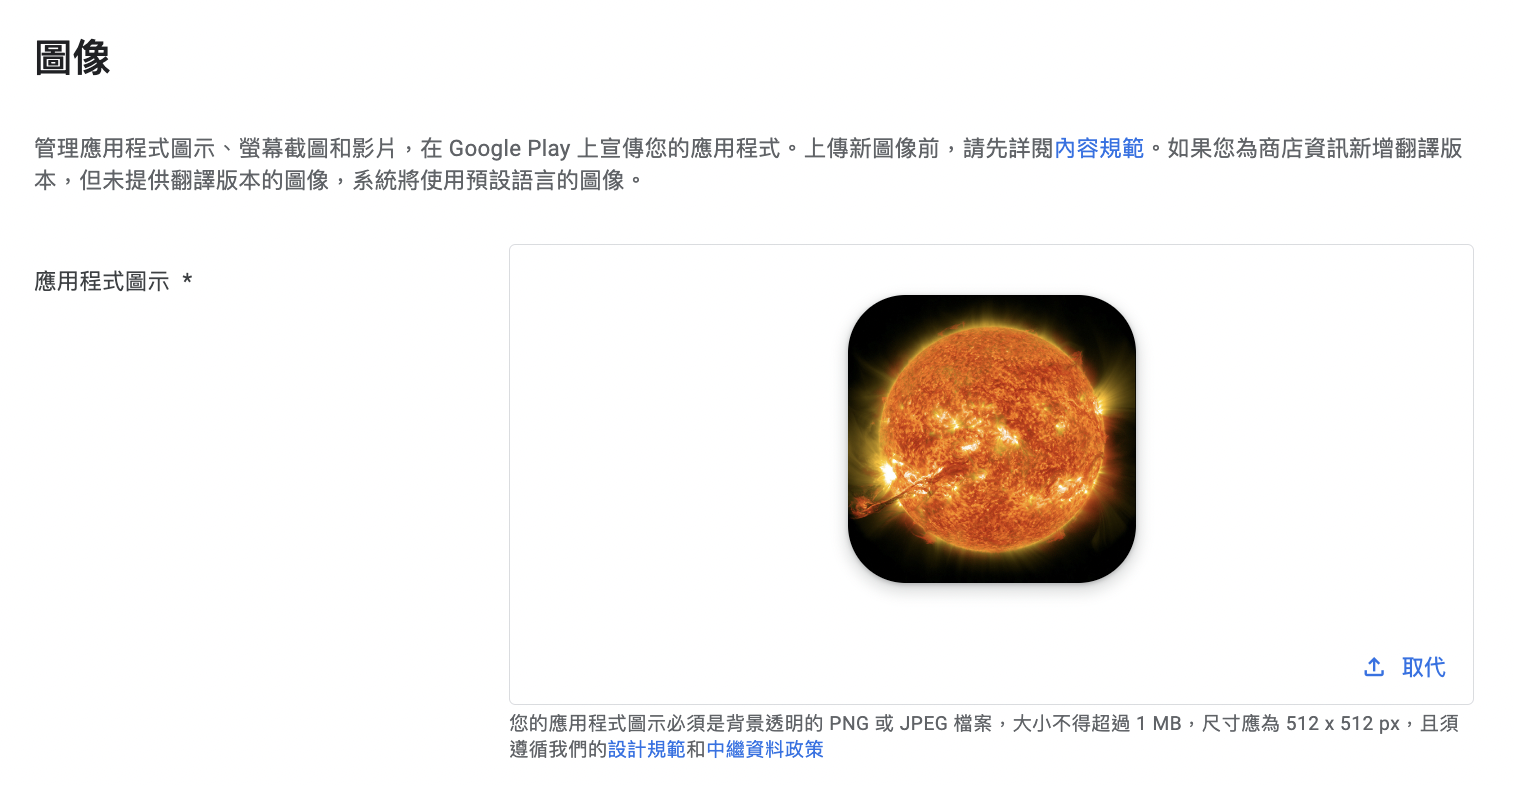 圖像
管理應用程式圖示、螢幕截圖和影片，在 Google Play 上宣傳您的應用程式。上傳新圖像前，請先詳閱內容規範。如果您為商店資訊新增翻譯版
本，但未提供翻譯版本的圖像，系統將使用預設語言的圖像。
應用程式圖示 *
取代
您的應用程式圖示必須是背景透明的 PNG 或 JPEG 檔案，大小不得超過 1 MB，尺寸應為 512 x 512 px，且須
遵循我們的設計規範和中繼資料政策